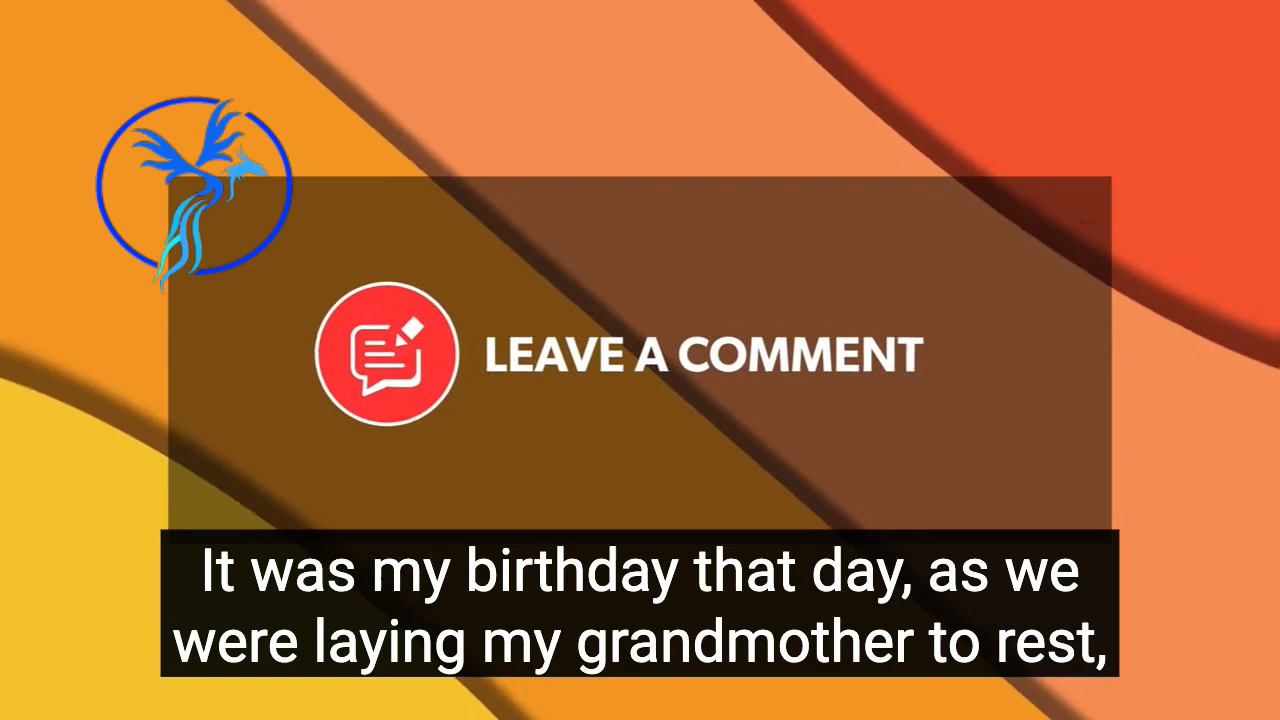 LEAVE A COMMENT
It was my birthday that day, as we
were laying my grandmother to rest,